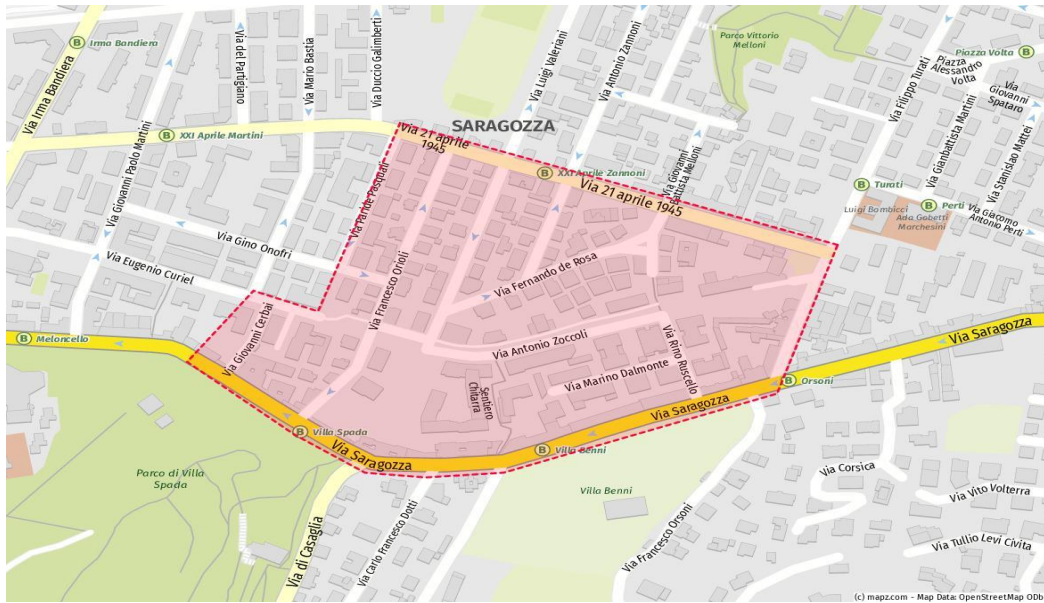 Irma Bandiera
Via Irma Bandiera
Via del Partigiano
Via Mario Bastia
Via Duccio Galimberti
Via Luigi Valeriani
Via Antonio Zannoni
Parco Vittorio
Melloni
Piazza Volta
Piazza
Alessandro
Volta
Via Filippo Turati
Via
Giovanni
Spataro
Via Gianbattista Martini
Via Stanislao Mattei
XXI Aprile Martini
Via Giovanni Paolo Martini
SARAGOZZA
Via 21 aprile
1945
XXI Aprile Zannoni
Via 21 aprile 1945
Via Giovanni
Battista Melloni
Turati
Perti
Luigi Bombicci
Ada Gobetti
Marchesini
Via Giacomo
Antonio Perti
Via Paride Pasquali
Via Gino Onofri
Via Eugenio Curiel
Via Francesco Orioli
Via Fernando de Rosa
Via Giovanni Cerbai
Via Antonio Zoccoli
Via Rino Ruscello
Via Marino Dalmonte
Sentiero
Chitarra
Meloncello
Via Saragozza
Orsoni
Via Saragozza
Villa Spada
Via Saragozza
Villa Benni
Parco di Villa
Spada
Villa Benni
Via di Casaglia
Via Carlo Francesco Dotti
Via Francesco Orsoni
Via Corsica
Via Vito Volterra
Via Tullio Levi Civita
(c) mapz.com - Map Data: OpenStreetMap ODb